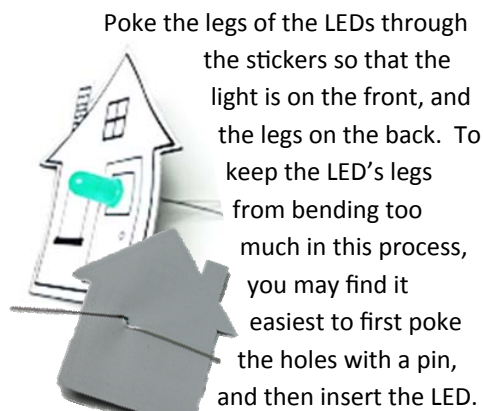 Poke the legs of the LEDs through
the stickers so that the
light is on the front, and
the legs on the back.  To
keep the LED’s legs
from bending too
much in this process,
you may find it
easiest to first poke
the holes with a pin,
and then insert the LED.